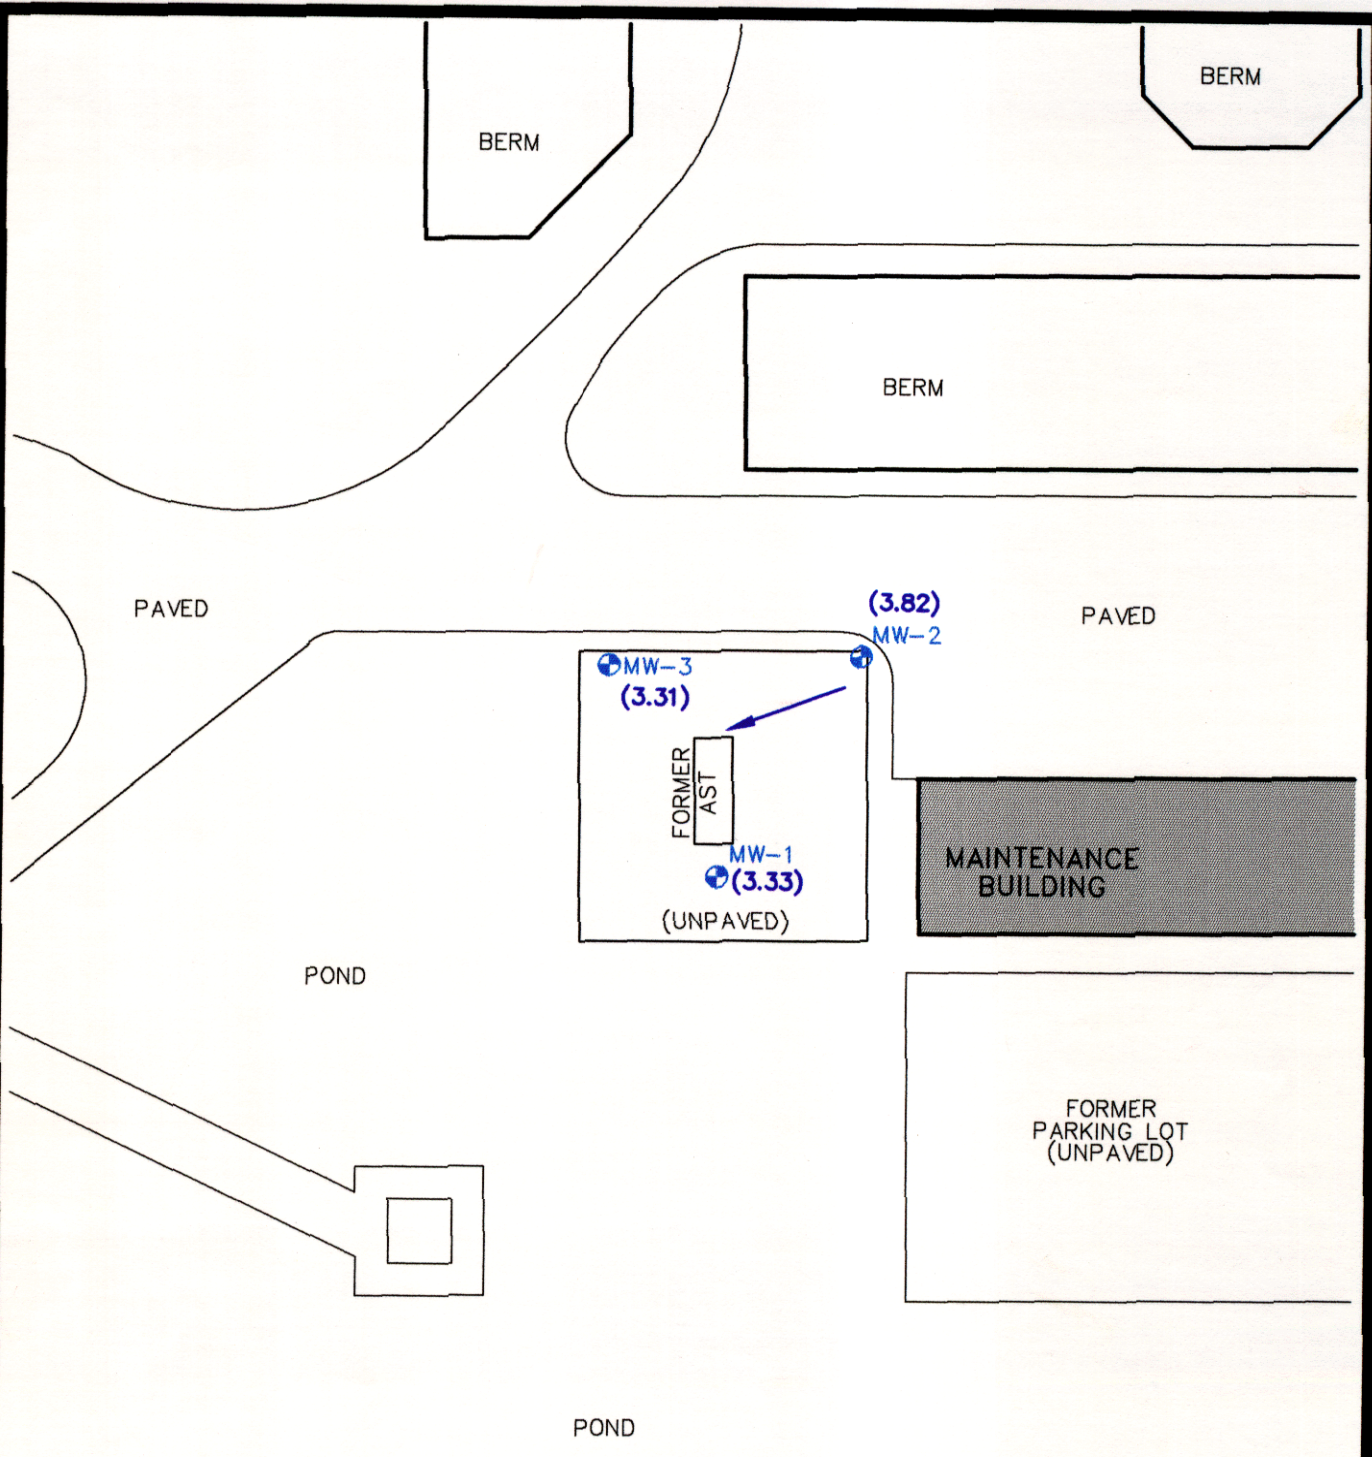 BERM
BERM
BERM
PAVED
(3.82)
MW-2
PAVED
MW-3
(3.31)
FORMER
AST
MW-1
(3.33)
(UNPAVED)
MAINTENANCE
BUILDING
POND
FORMER
PARKING LOT
(UNPAVED)
POND